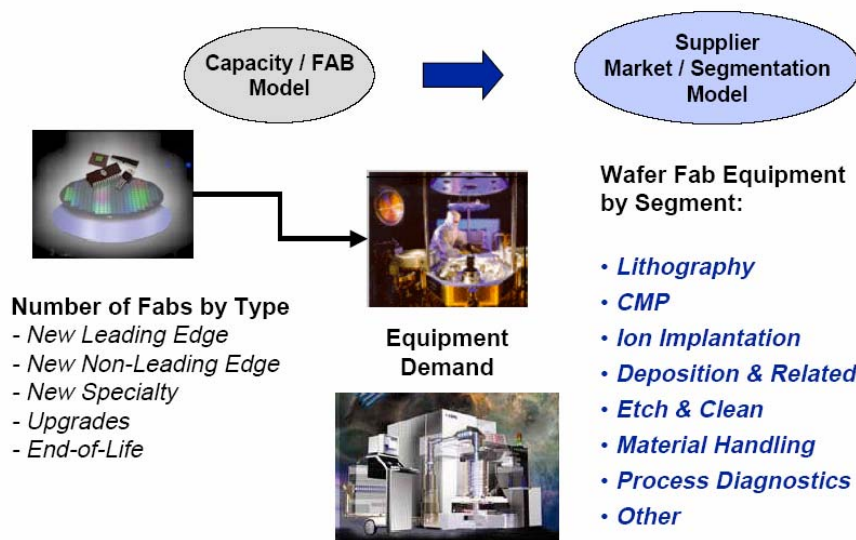 Capacity / FAB
Model
Supplier
Market / Segmentation
Model
Number of Fabs by Type
- New Leading Edge
- New Non-Leading Edge
- New Specialty
- Upgrades
- End-of-Life
Equipment
Demand
Wafer Fab Equipment
by Segment:
• Lithography
• CMP
• Ion Implantation
• Deposition & Related
• Etch & Clean
• Material Handling
• Process Diagnostics
• Other